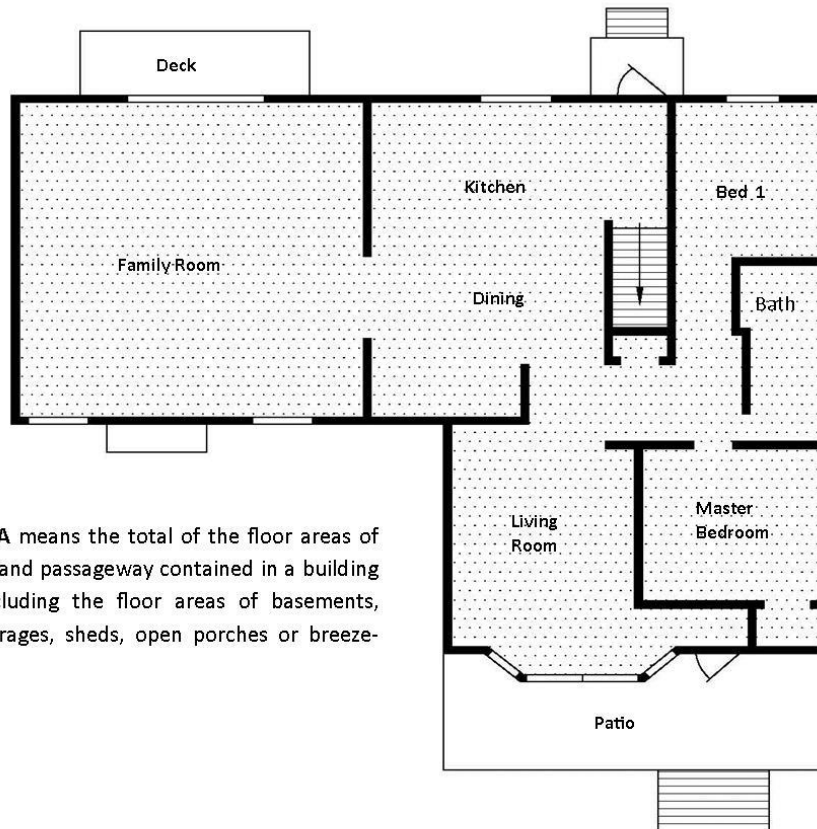 Deck
Kitchen
Bed 1
Family Room
Dining
Bath
Living
Room
Master
Bedroom
A means the total of the floor areas of
and passageway contained in a building
cluding the floor areas of basements,
rages, sheds, open porches or breeze-
Patio